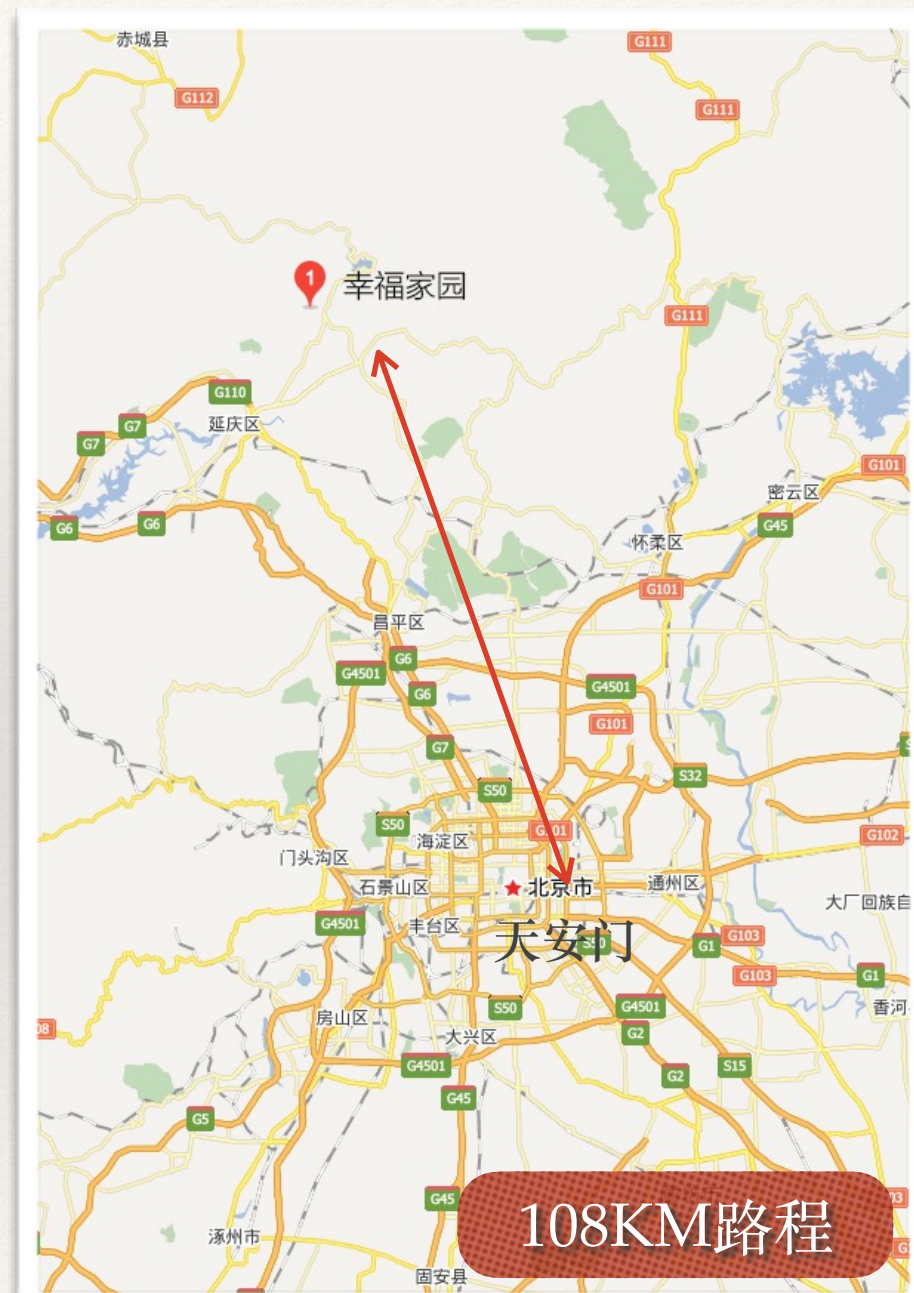 赤城县
G111
G112
G111
1
幸福家园
G111
G110
延庆区
G7
G7
G101
密云区
G6
G6
G45
怀柔区
G101
昌平区
G6
G4501
G6
G4501
G101
G7
S32
S50
S50
G101
G102
海淀区
门头沟区
石景山区
北京市
通州区
大厂回族自
G4501
丰台区
天安门
S50
G1
G103
G103
G1
香河
房山区
S50
G4501
大兴区
G2
G4501
S15
G2
G45
G5
G45
108KM路程
涿州市
固安县